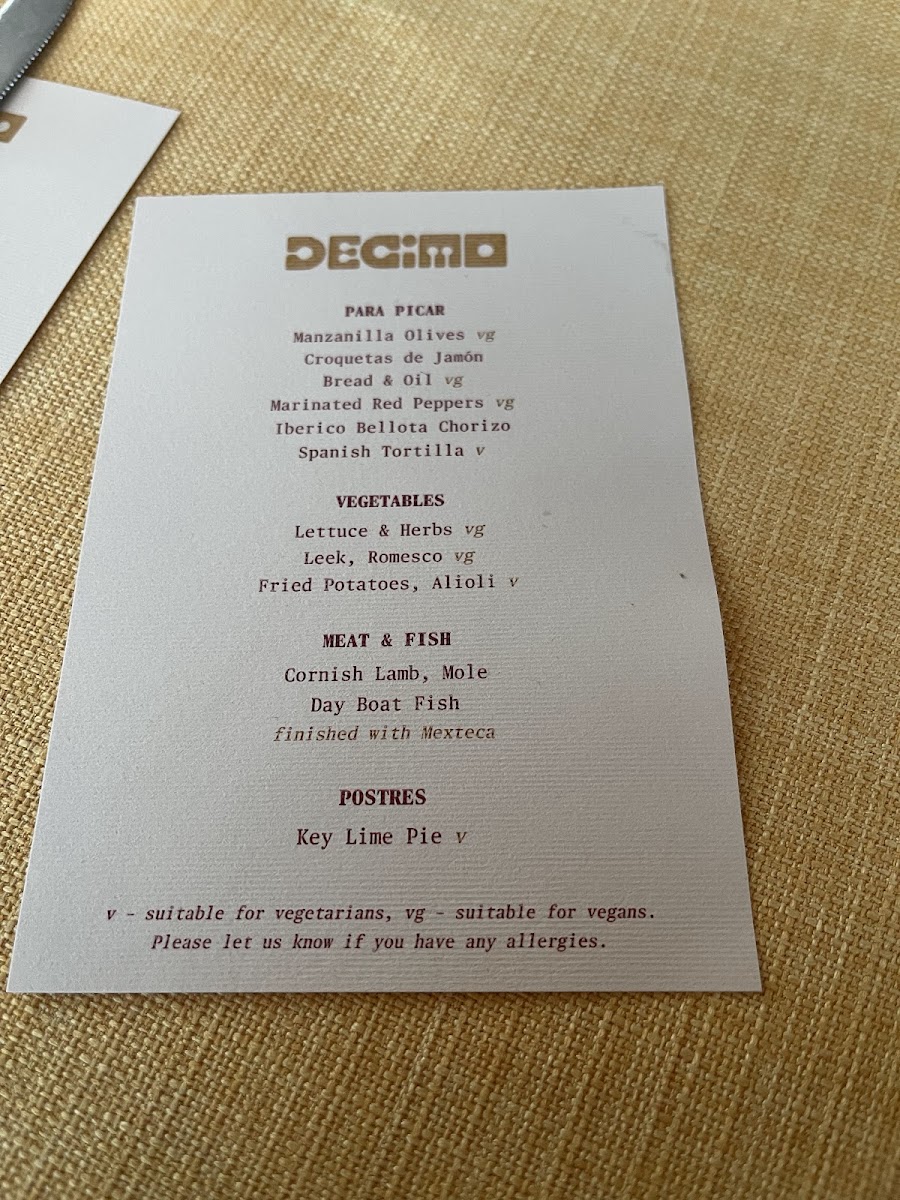 DECiMO
PARA PICAR
Manzanilla Olives vg
Croquetas de Jamón
Bread & Oil vg
Marinated Red Peppers vg
Iberico Bellota Chorizo
Spanish Tortilla v
VEGETABLES
Lettuce & Herbs vg
Leek, Romesco vg
Fried Potatoes, Alioli v
MEAT & FISH
Cornish Lamb, Mole
Day Boat Fish
finished with Mexteca
POSTRES
Key Lime Pie v
v - suitable for vegetarians, vg - suitable for vegans.
Please let us know if you have any allergies.